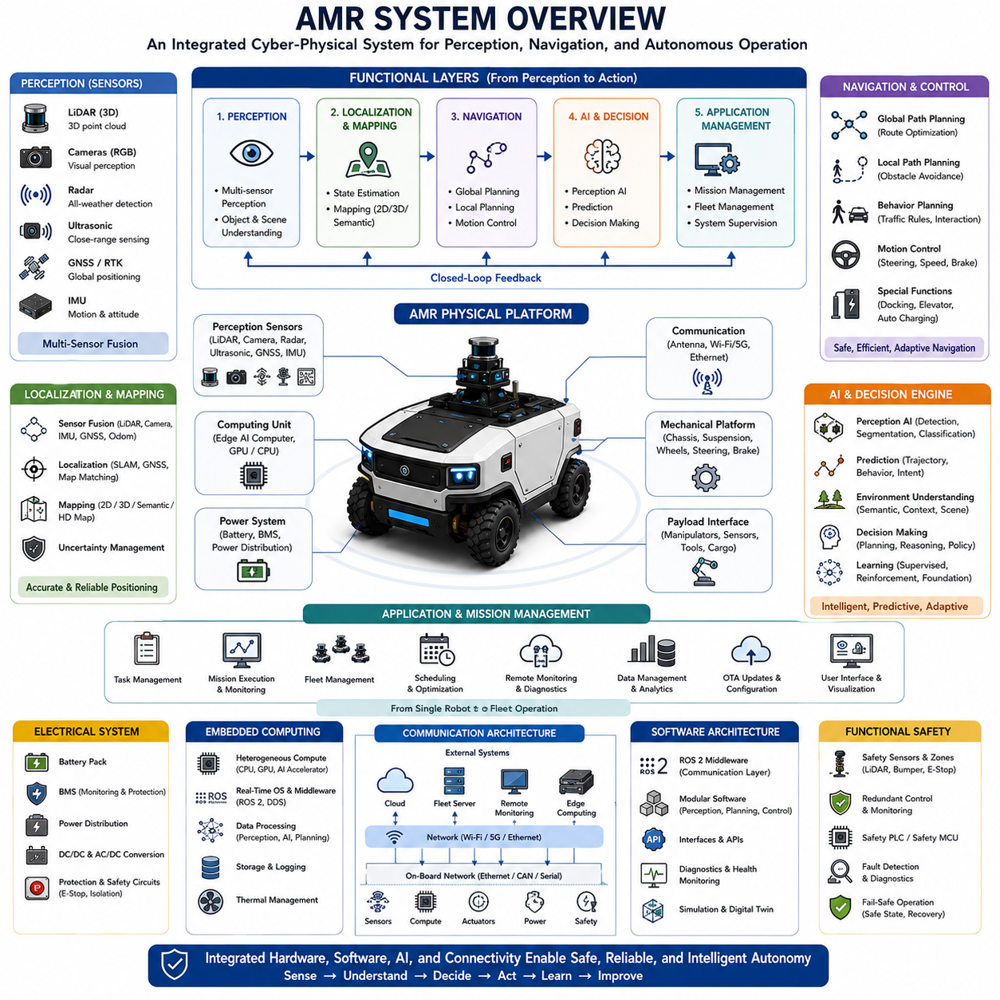 AMR SYSTEM OVERVIEW
An Integrated Cyber-Physical System for Perception, Navigation, and Autonomous Operation
PERCEPTION (SENSORS)
LiDAR (3D)
3D point cloud
Cameras (RGB)
Visual perception
Radar
All-weather detection
Ultrasonic
Close-range sensing
GNSS / RTK
Global positioning
IMU
Motion & attitude
Multi-Sensor Fusion
FUNCTIONAL LAYERS (From Perception to Action)
1. PERCEPTION
• Multi-sensor
Perception
• Object & Scene
Understanding
2. LOCALIZATION
& MAPPING
• State Estimation
• Mapping (2D/3D/
Semantic)
3. NAVIGATION
• Global Planning
• Local Planning
• Motion Control
4. AI & DECISION
• Perception AI
• Prediction
• Decision Making
5. APPLICATION
MANAGEMENT
• Mission Management
• Fleet Management
• System Supervision
Closed-Loop Feedback
NAVIGATION & CONTROL
Global Path Planning
(Route Optimization)
Local Path Planning
(Obstacle Avoidance)
Behavior Planning
(Traffic Rules, Interaction)
Motion Control
(Steering, Speed, Brake)
Special Functions
(Docking, Elevator,
Auto Charging)
Safe, Efficient, Adaptive Navigation
LOCALIZATION & MAPPING
Sensor Fusion (LiDAR, Camera,
IMU, GNSS, Odom)
Localization (SLAM, GNSS,
Map Matching)
Mapping (2D / 3D / Semantic /
HD Map)
Uncertainty Management
Accurate & Reliable Positioning
AMR PHYSICAL PLATFORM
Perception Sensors
(LiDAR, Camera, Radar,
Ultrasonic, GNSS, IMU)
Computing Unit
(Edge AI Computer,
GPU / CPU)
Power System
(Battery, BMS,
Power Distribution)
Communication
(Antenna, Wi-Fi/5G,
Ethernet)
Mechanical Platform
(Chassis, Suspension,
Wheels, Steering, Brake)
Payload Interface
(Manipulators, Sensors,
Tools, Cargo)
AI & DECISION ENGINE
Perception AI (Detection,
Segmentation, Classification)
Prediction (Trajectory,
Behavior, Intent)
Environment Understanding
(Semantic, Context, Scene)
Decision Making
(Planning, Reasoning, Policy)
Learning (Supervised,
Reinforcement, Foundation)
Intelligent, Predictive, Adaptive
APPLICATION & MISSION MANAGEMENT
Task Management
Mission Execution
& Monitoring
Fleet Management
Scheduling
& Optimization
Remote Monitoring
& Diagnostics
Data Management
& Analytics
OTA Updates &
Configuration
User Interface &
Visualization
From Single Robot to Fleet Operation
ELECTRICAL SYSTEM
Battery Pack
BMS (Monitoring & Protection)
Power Distribution
DC/DC & AC/DC Conversion
P
Protection & Safety Circuits
(E-Stop, Isolation)
EMBEDDED COMPUTING
Heterogeneous Compute
(CPU, GPU, AI Accelerator)
ROS
Real-Time OS & Middleware
(ROS 2, DDS)
Data Processing
(Perception, AI, Planning)
Storage & Logging
Thermal Management
COMMUNICATION ARCHITECTURE
External Systems
Cloud
Fleet Server
Remote
Monitoring
Edge
Computing
Network (Wi-Fi / 5G / Ethernet)
On-Board Network (Ethernet / CAN / Serial)
Sensors
Compute
Actuators
Power
Safety
SOFTWARE ARCHITECTURE
ROS 2
ROS 2 Middleware
(Communication Layer)
Modular Software
(Perception, Planning, Control)
API
Interfaces & APIs
Diagnostics & Health
Monitoring
Simulation & Digital Twin
FUNCTIONAL SAFETY
Safety Sensors & Zones
(LiDAR, Bumper, E-Stop)
Redundant Control
& Monitoring
Safety PLC / Safety MCU
Fault Detection
& Diagnostics
Fail-Safe Operation
(Safe State, Recovery)
Integrated Hardware, Software, AI, and Connectivity Enable Safe, Reliable, and Intelligent Autonomy
Sense → Understand → Decide → Act → Learn → Improve